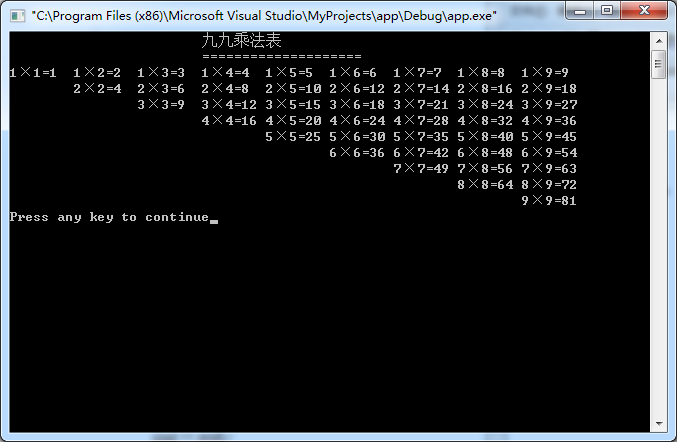 "C:\Program Files (x86)\Microsoft Visual Studio\MyProjects\app\Debug\app.exe"
九九乘法表
====================
1×1=1 1×2=2 1×3=3 1×4=4 1×5=5 1×6=6 1×7=7 1×8=8 1×9=9
2×2=4 2×3=6 2×4=8 2×5=10 2×6=12 2×7=14 2×8=16 2×9=18
3×3=9 3×4=12 3×5=15 3×6=18 3×7=21 3×8=24 3×9=27
4×4=16 4×5=20 4×6=24 4×7=28 4×8=32 4×9=36
5×5=25 5×6=30 5×7=35 5×8=40 5×9=45
6×6=36 6×7=42 6×8=48 6×9=54
7×7=49 7×8=56 7×9=63
8×8=64 8×9=72
9×9=81
Press any key to continue